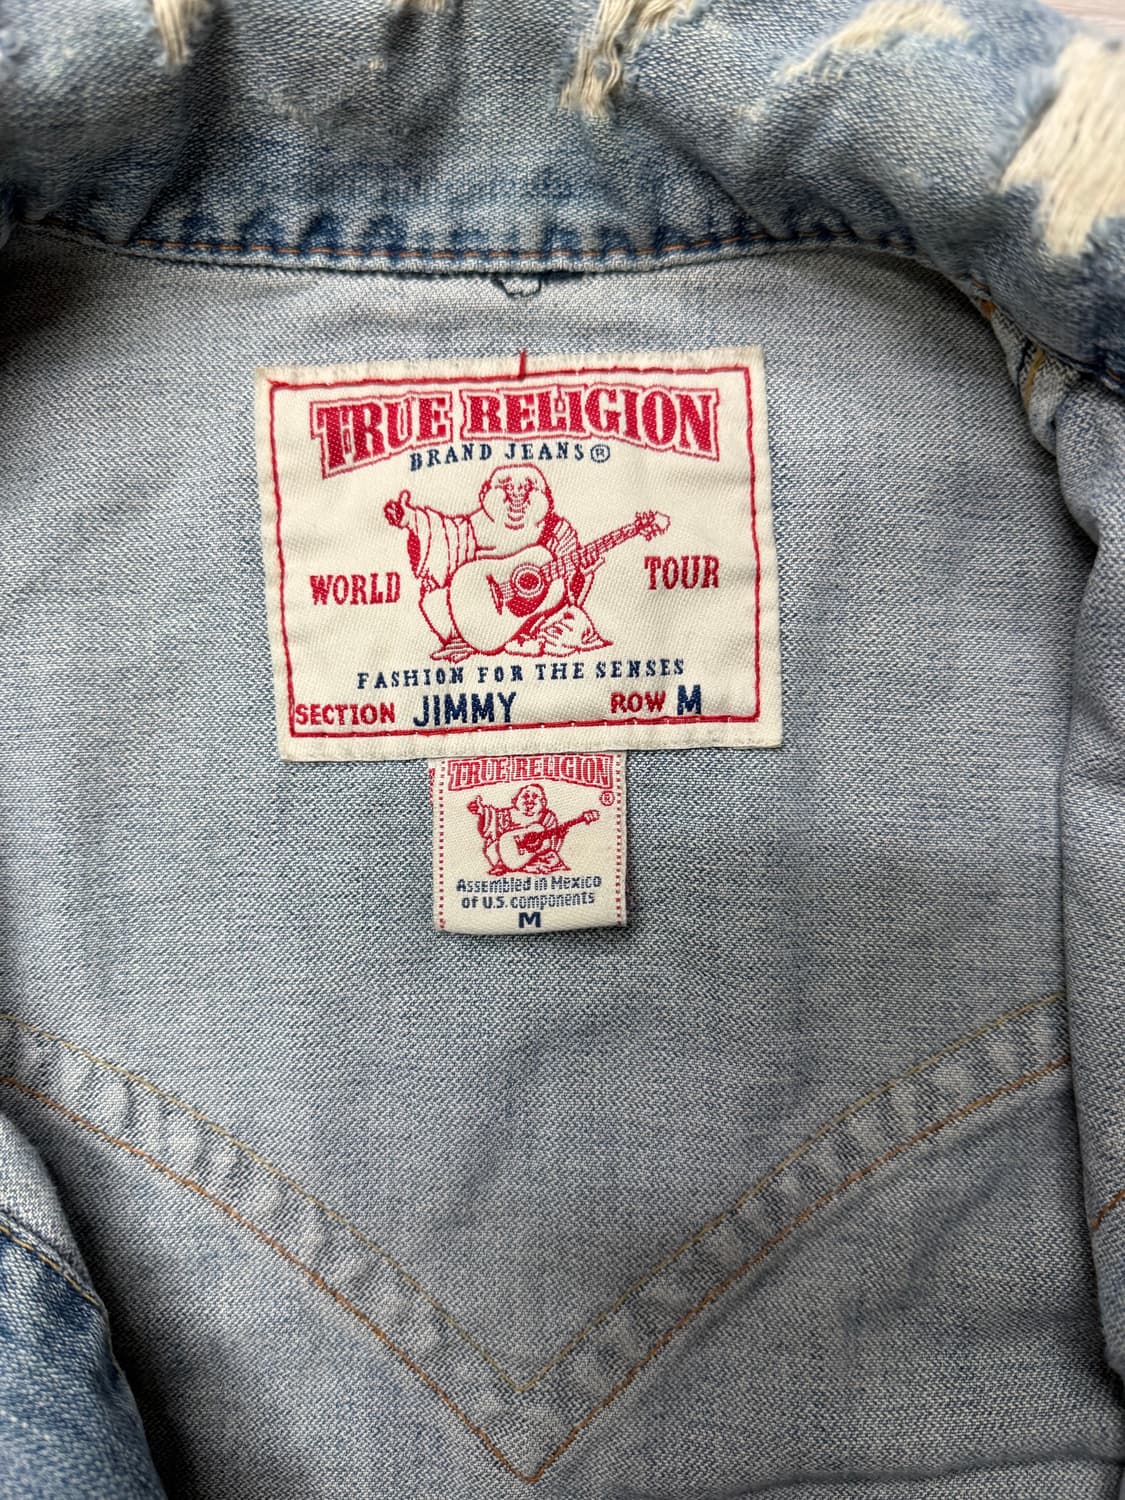 TRUE RELIGION
BRAND JEANS®
WORLD TOUR
FASHION FOR THE SENSES
SECTION JIMMY ROW M
TRUE RELIGION
®
Assembled in Mexico
of U.S. components
M